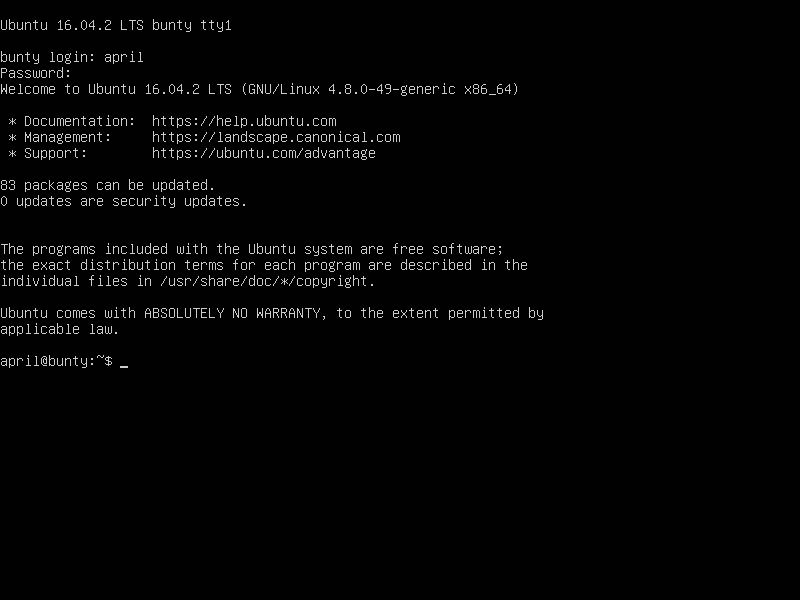 Ubuntu 16.04.2 LTS bunty tty1
bunty login: april
Password:
Welcome to Ubuntu 16.04.2 LTS (GNU/Linux 4.8.0-49-generic x86_64)
* Documentation:  https://help.ubuntu.com
* Management:     https://landscape.canonical.com
* Support:        https://ubuntu.com/advantage
83 packages can be updated.
0 updates are security updates.
The programs included with the Ubuntu system are free software;
the exact distribution terms for each program are described in the
individual files in /usr/share/doc/*/copyright.
Ubuntu comes with ABSOLUTELY NO WARRANTY, to the extent permitted by
applicable law.
april@bunty:~$ _